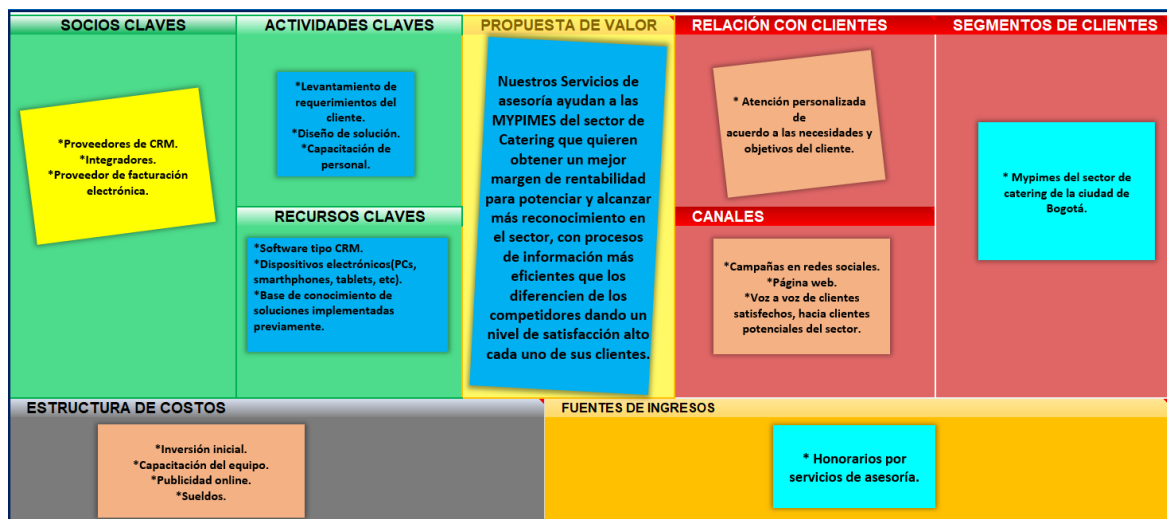 SOCIOS CLAVES
*Proveedores de CRM.
*Integradores.
*Proveedor de facturación
electrónica.
ACTIVIDADES CLAVES
*Levantamiento de
requerimientos del
cliente.
*Diseño de solución.
*Capacitación de
personal.
RECURSOS CLAVES
*Software tipo CRM.
*Dispositivos electrónicos(PCs,
smarthphones, tablets, etc).
*Base de conocimiento de
soluciones implementadas
previamente.
PROPUESTA DE VALOR
Nuestros Servicios de
asesoría ayudan a las
MYPIMES del sector de
Catering que quieren
obtener un mejor
margen de rentabilidad
para potenciar y alcanzar
más reconocimiento en
el sector, con procesos
de información más
eficientes que los
diferencien de los
competidores dando un
nivel de satisfacción alto
cada uno de sus clientes.
RELACIÓN CON CLIENTES
* Atención personalizada
de
acuerdo a las necesidades y
objetivos del cliente.
CANALES
*Campañas en redes sociales.
*Página web.
*Voz a voz de clientes
satisfechos, hacia clientes
potenciales del sector.
SEGMENTOS DE CLIENTES
* Mypimes del sector de
catering de la ciudad de
Bogotá.
ESTRUCTURA DE COSTOS
*Inversión inicial.
*Capacitación del equipo.
*Publicidad online.
*Sueldos.
FUENTES DE INGRESOS
* Honorarios por
servicios de asesoría.